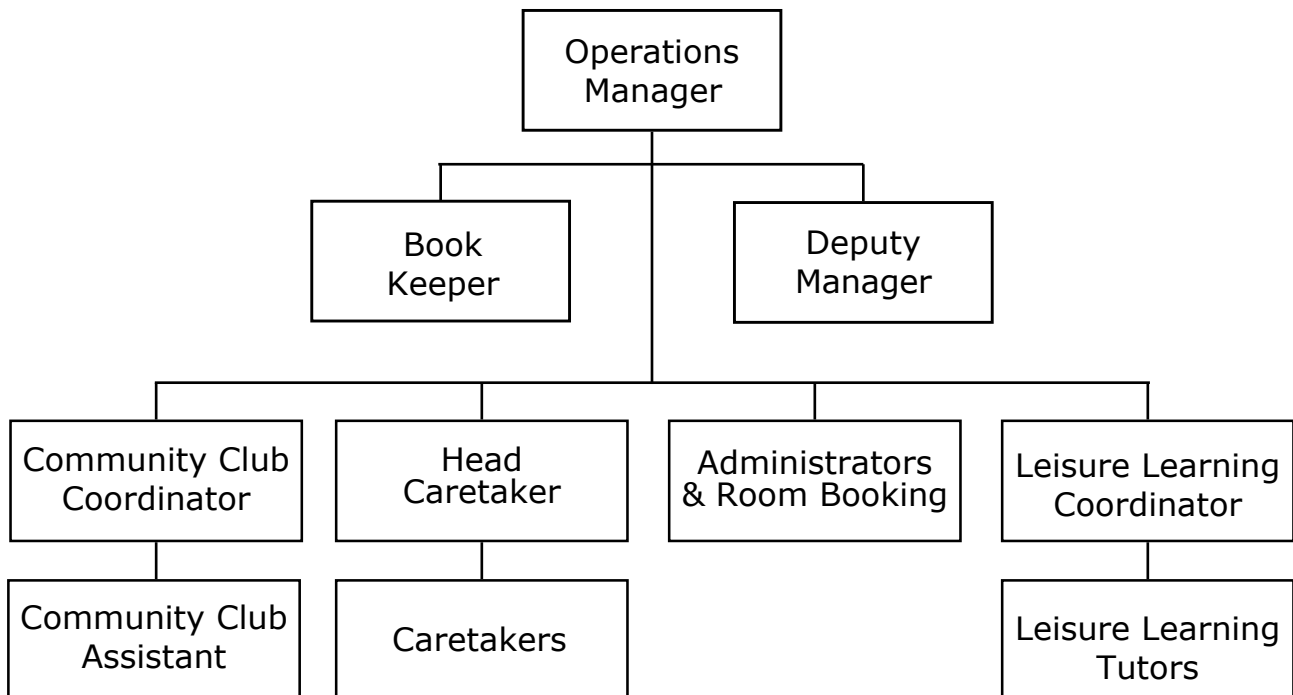 Operations
Manager
Book
Keeper
Deputy
Manager
Community Club
Coordinator
Head
Caretaker
Administrators
& Room Booking
Leisure Learning
Coordinator
Community Club
Assistant
Caretakers
Leisure Learning
Tutors